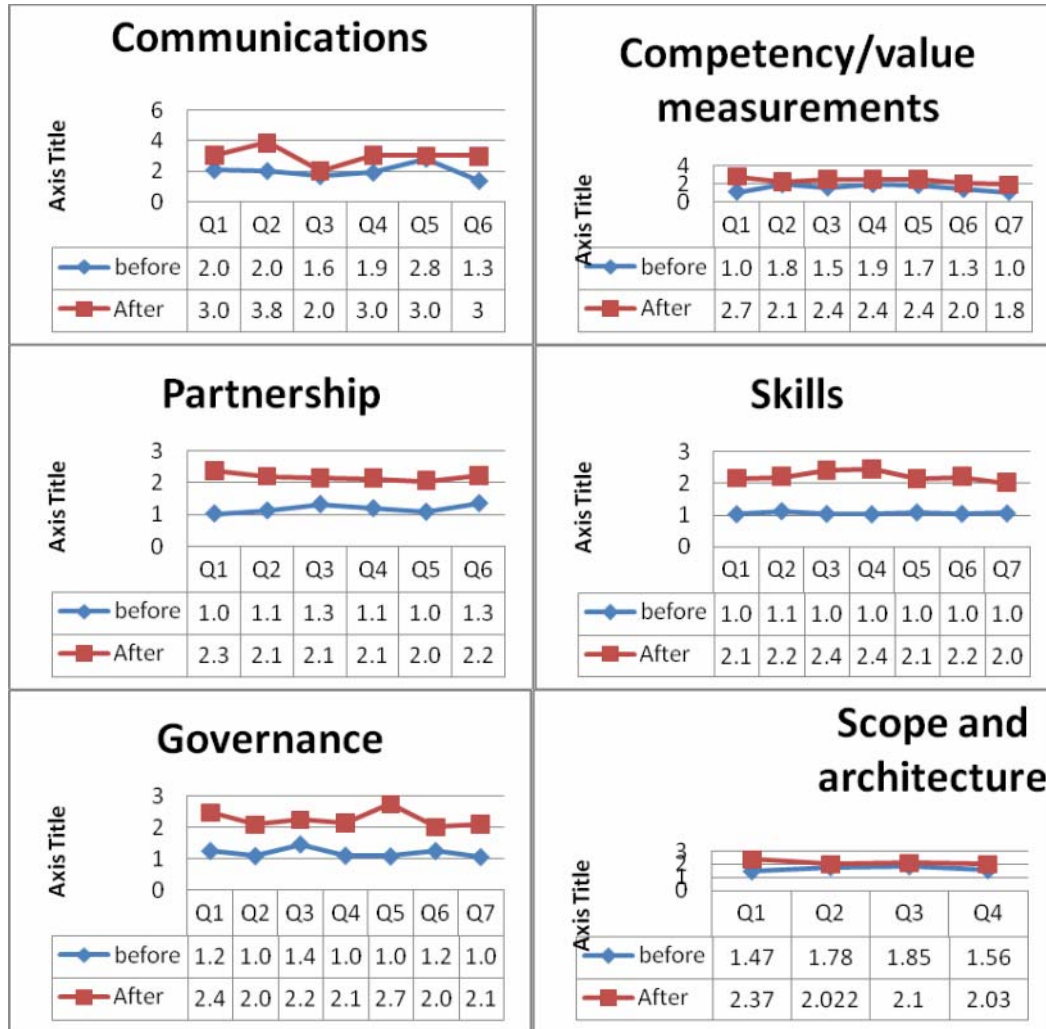 Communications
Axis Title
6
4
2
0
Q1 Q2 Q3 Q4 Q5 Q6
before 2.0 2.0 1.6 1.9 2.8 1.3
After 3.0 3.8 2.0 3.0 3.0 3
Competency/value
measurements
Axis Title
4
2
0
Q1 Q2 Q3 Q4 Q5 Q6 Q7
before 1.0 1.8 1.5 1.9 1.7 1.3 1.0
After 2.7 2.1 2.4 2.4 2.4 2.0 1.8
Partnership
Axis Title
3
2
1
0
Q1 Q2 Q3 Q4 Q5 Q6
before 1.0 1.1 1.3 1.1 1.0 1.3
After 2.3 2.1 2.1 2.1 2.0 2.2
Skills
Axis Title
3
2
1
0
Q1 Q2 Q3 Q4 Q5 Q6 Q7
before 1.0 1.1 1.0 1.0 1.0 1.0 1.0
After 2.1 2.2 2.4 2.4 2.1 2.2 2.0
Governance
Axis Title
3
2
1
0
Q1 Q2 Q3 Q4 Q5 Q6 Q7
before 1.2 1.0 1.4 1.0 1.0 1.2 1.0
After 2.4 2.0 2.2 2.1 2.7 2.0 2.1
Scope and
architecture
Axis Title
3
2
1
0
Q1 Q2 Q3 Q4
before 1.47 1.78 1.85 1.56
After 2.37 2.022 2.1 2.03